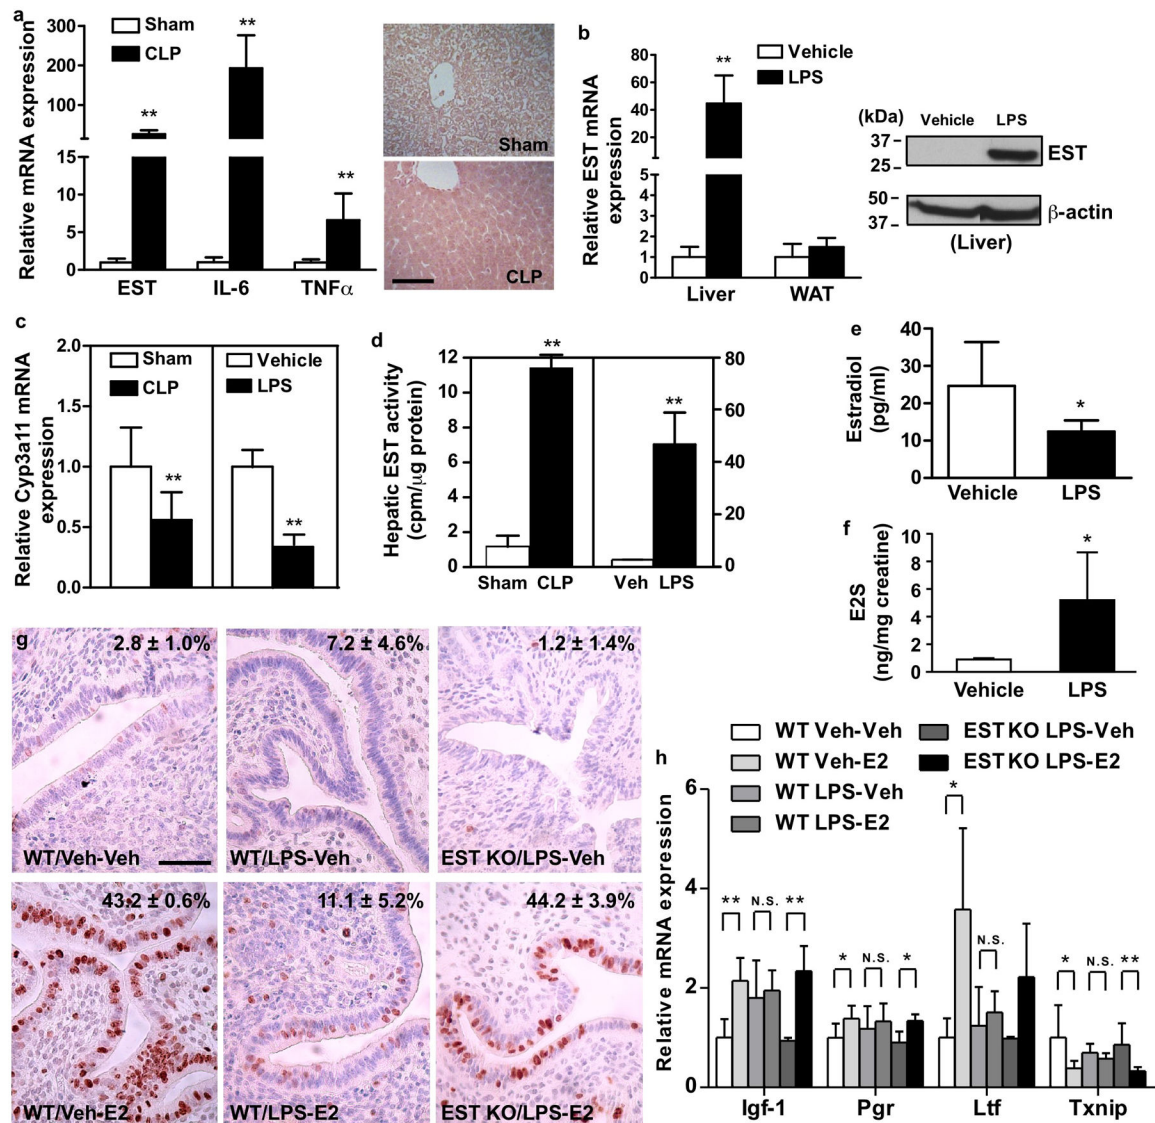 a
Relative mRNA expression
300
200
100
15
10
5
0
Sham
CLP
**
**
**
EST IL-6 TNFα
Sham
CLP
b
Relative EST mRNA
expression
80
60
40
20
5
4
3
2
1
0
Vehicle
LPS
**
Liver WAT
(kDa) Vehicle LPS
37
25
EST
50
37
β-actin
(Liver)
c
Relative Cyp3a11 mRNA
expression
2.0
1.5
1.0
0.5
0.0
Sham
CLP
Vehicle
LPS
**
**
d
Hepatic EST activity
(cpm/μg protein)
12
10
8
6
4
2
0
**
**
80
60
40
20
0
Sham CLP Veh LPS
e
Estradiol
(pg/ml)
40
30
20
10
0
*
Vehicle LPS
f
E2S
(ng/mg creatine)
10
8
6
4
2
0
*
Vehicle LPS
g
2.8 ± 1.0%
WT/Veh-Veh
7.2 ± 4.6%
WT/LPS-Veh
1.2 ± 1.4%
EST KO/LPS-Veh
43.2 ± 0.6%
WT/Veh-E2
11.1 ± 5.2%
WT/LPS-E2
44.2 ± 3.9%
EST KO/LPS-E2
h
WT Veh-Veh
WT Veh-E2
WT LPS-Veh
WT LPS-E2
EST KO LPS-Veh
EST KO LPS-E2
Relative mRNA expression
6
4
2
0
** N.S. **
* N.S. *
* N.S.
* N.S. **
Igf-1 Pgr Ltf Txnip